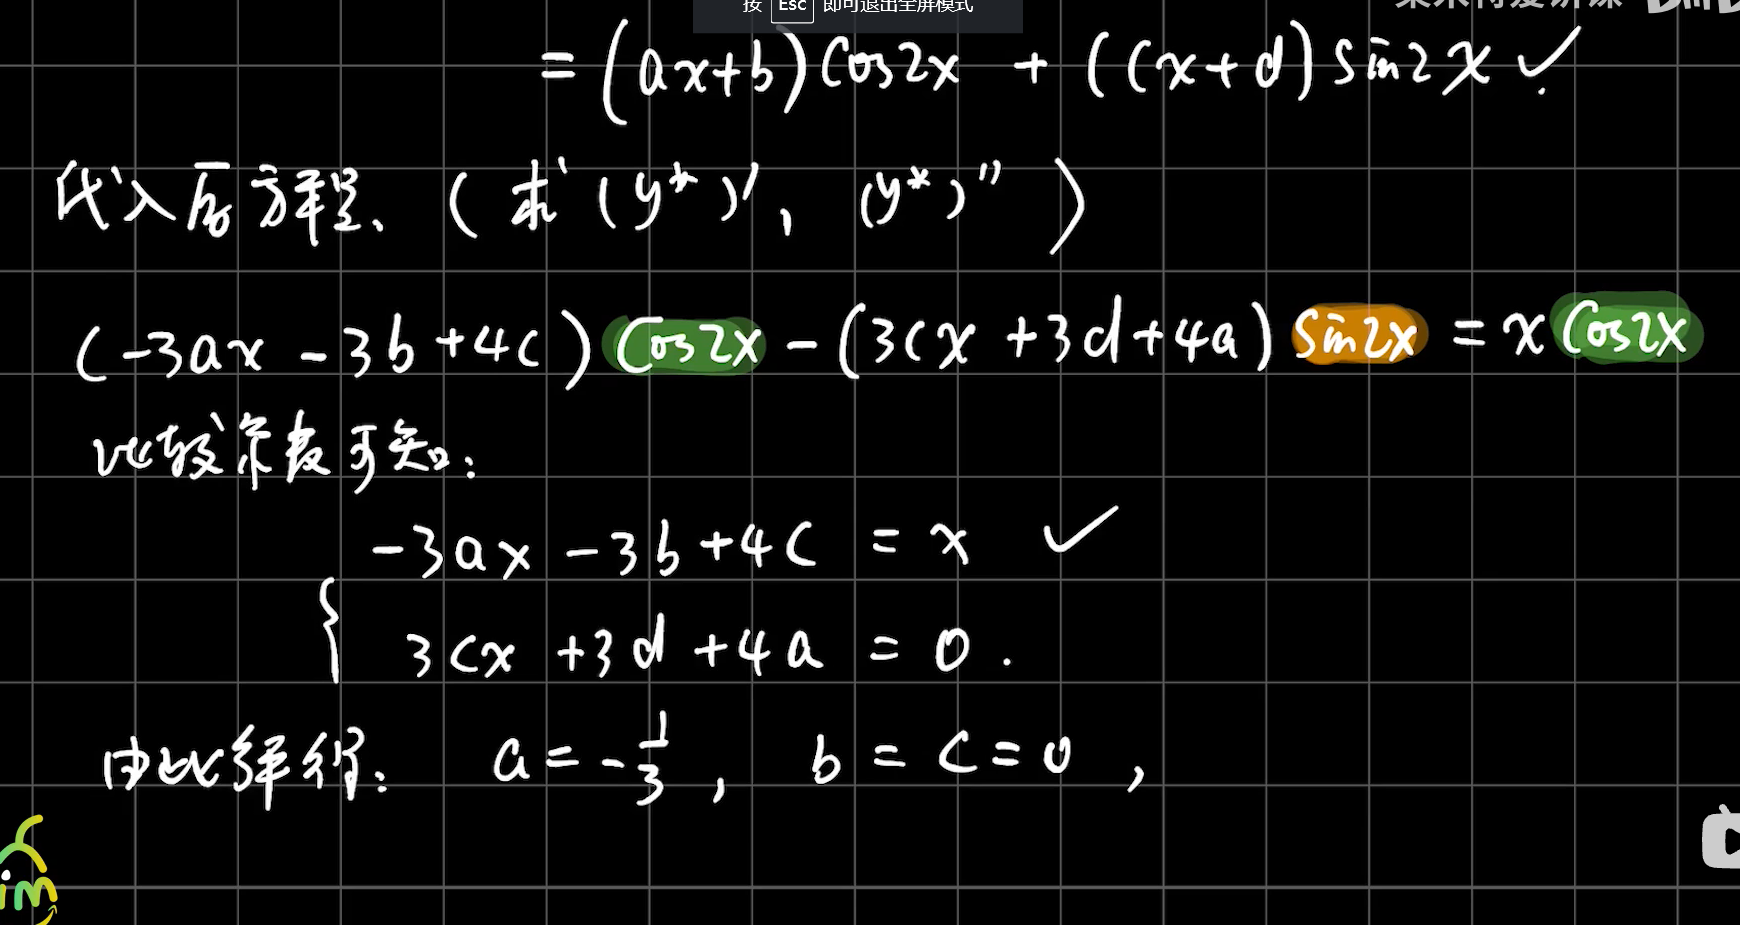 按 Esc 即可退出全屏模式
= (ax+b) Cos2x + (cx+d) Sin2x ✓.
代入原方程、( 求 (y*)', (y*)'' )
(-3ax -3b +4c) Cos2x - (3cx +3d+4a) Sin2x = x Cos2x
比较系数可知:
-3ax -3b +4c = x ✓
{ 3cx +3d +4a = 0.
由此解得: a = -1/3, b = c = 0,
im